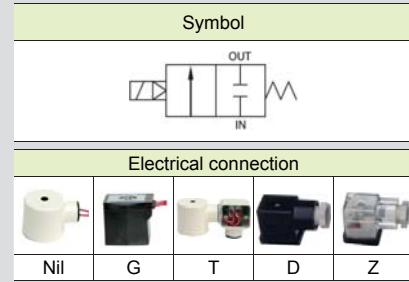 Symbol
OUT
IN
Electrical connection
Nil G T D Z